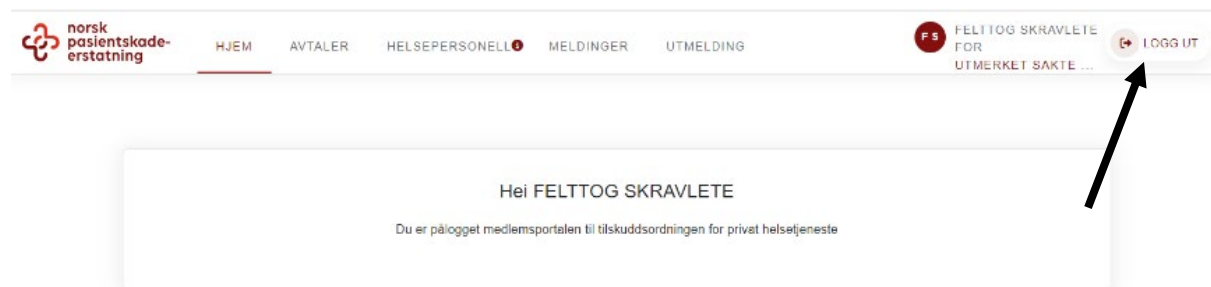 norsk
pasientskade-
erstatning
HJEM AVTALER HELSEPERSONELL MELDINGER UTMELDING
FS
FELTTOG SKRAVLETE
FOR
UTMERKET SAKTE ...
LOGG UT
Hei FELTTOG SKRAVLETE
Du er pålogget medlemsportalen til tilskuddsordningen for privat helsetjeneste